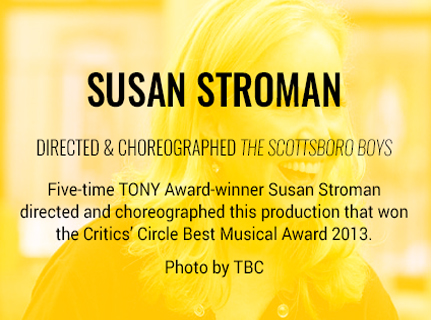 SUSAN STROMAN
DIRECTED & CHOREOGRAPHED THE SCOTTSBORO BOYS
Five-time TONY Award-winner Susan Stroman
directed and choreographed this production that won
the Critics’ Circle Best Musical Award 2013.
Photo by TBC